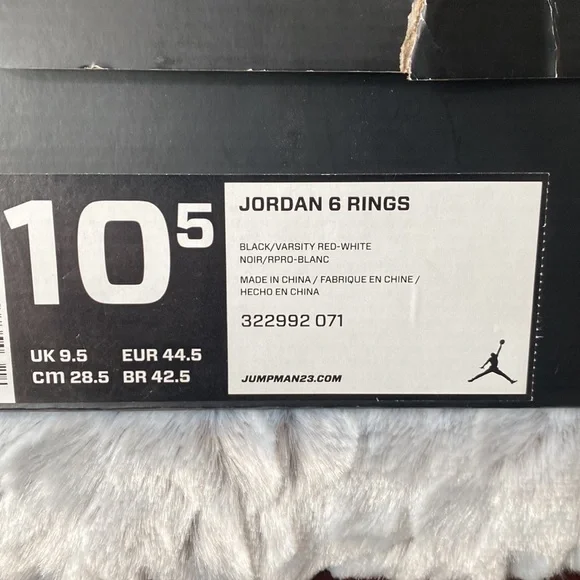 10 5
UK 9.5 EUR 44.5
cm 28.5 BR 42.5
JORDAN 6 RINGS
BLACK/VARSITY RED-WHITE
NOIR/RPRO-BLANC
MADE IN CHINA / FABRIQUE EN CHINE /
HECHO EN CHINA
322992 071
JUMPMAN23.COM